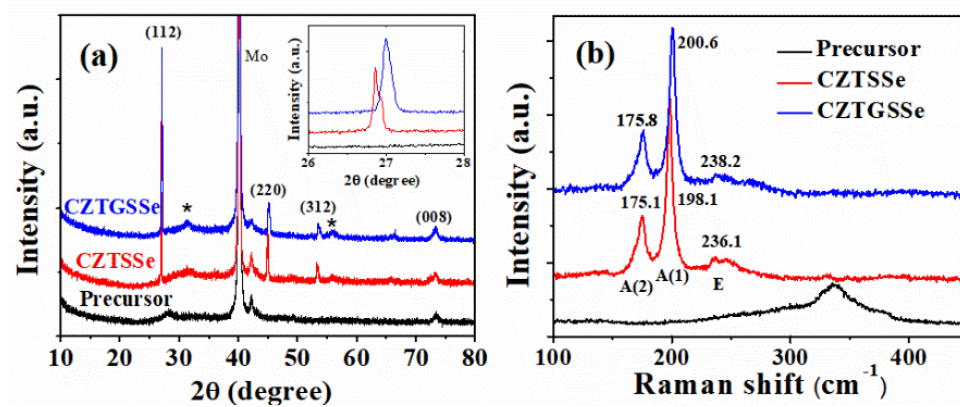 (a)
(112)
Mo
Intensity (a.u.)
26 27 28
2θ (degree)
CZTGSSe
*
(220)
(312)
*
(008)
CZTSSe
Precursor
Intensity (a.u.)
10 20 30 40 50 60 70 80
2θ (degree)
(b)
200.6
Precursor
CZTSSe
CZTGSSe
175.8
238.2
175.1
198.1
236.1
A(2)
A(1)
E
Intensity (a.u.)
100 200 300 400
Raman shift (cm-1)